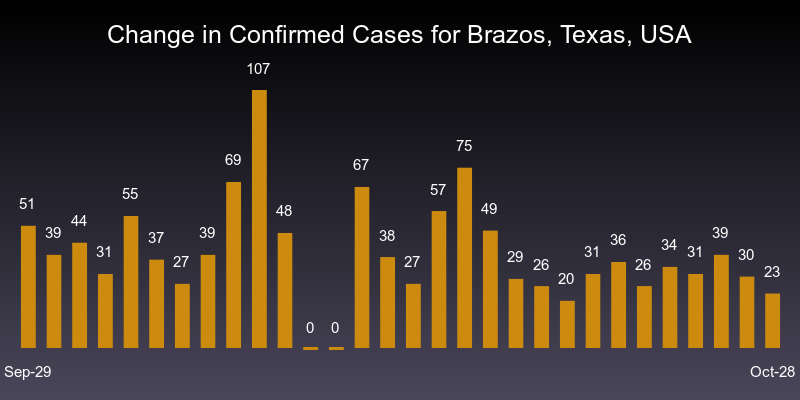 Change in Confirmed Cases for Brazos, Texas, USA
51 39 44 31 55 37 27 39 69 107 48 0 0 67 38 27 57 75 49 29 26 20 31 36 26 34 31 39 30 23
Sep-29 Oct-28